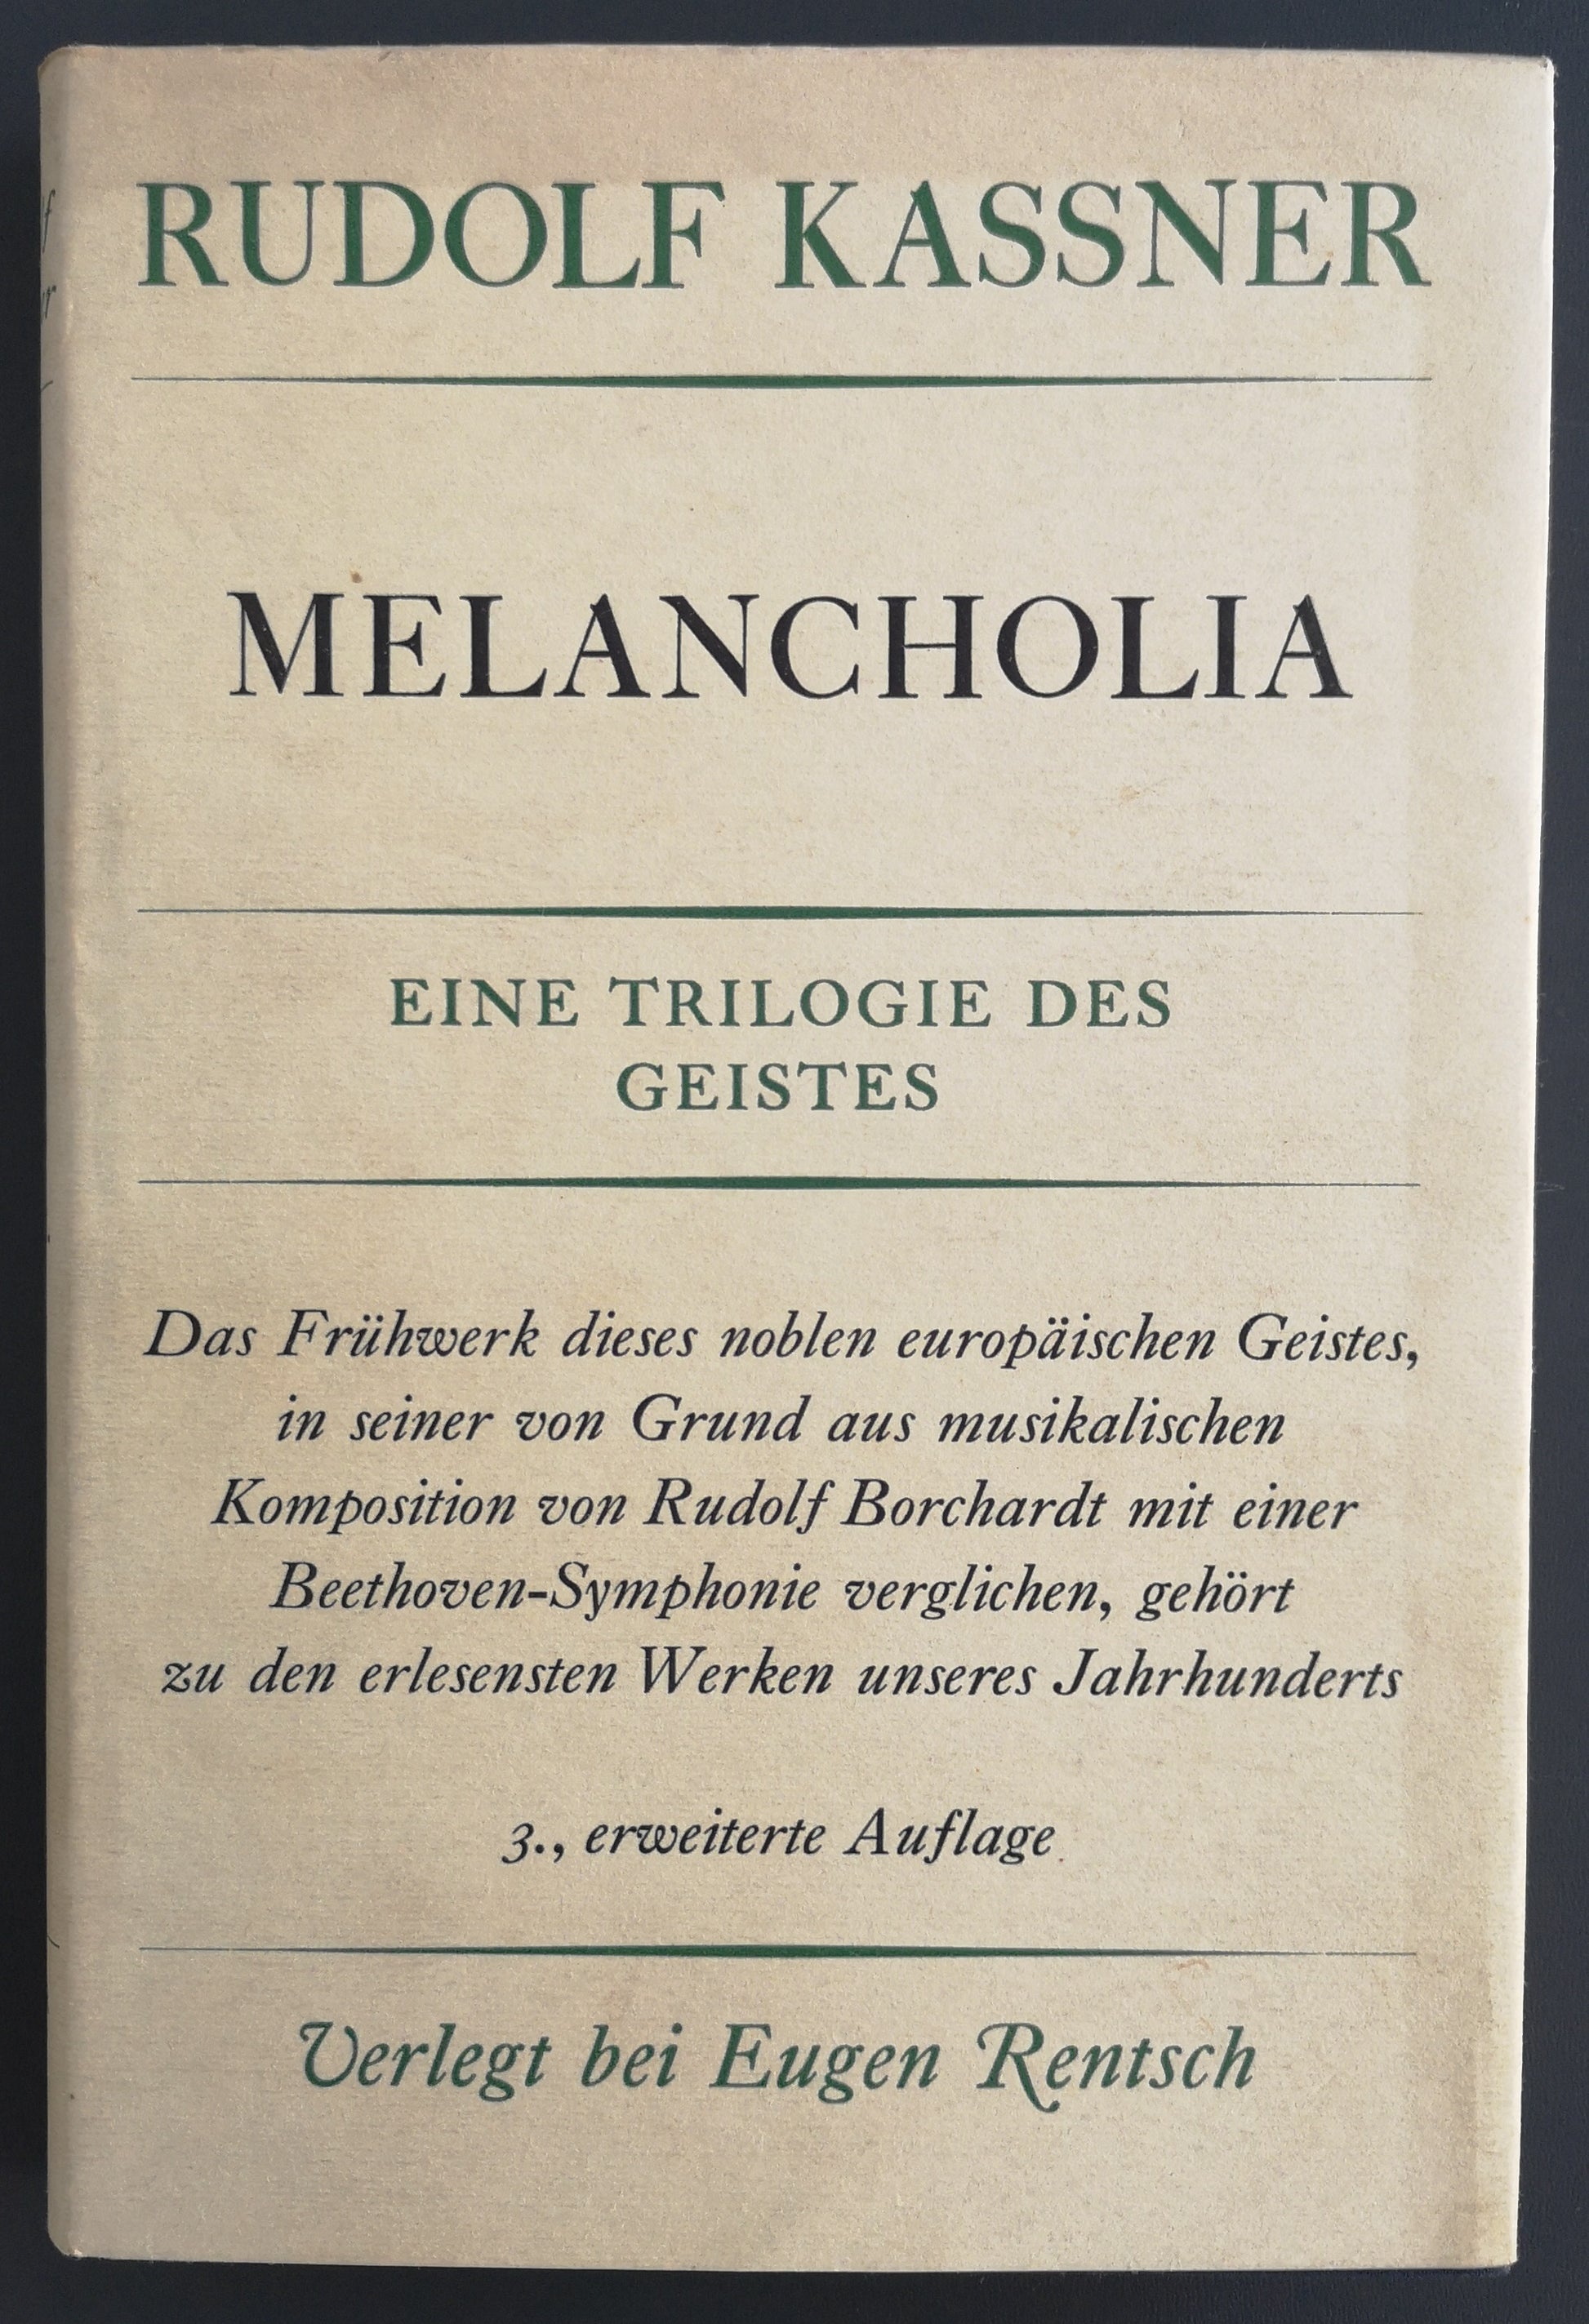 RUDOLF KASSNER
MELANCHOLIA
EINE TRILOGIE DES
GEISTES
Das Frühwerk dieses noblen europäischen Geistes,
in seiner von Grund aus musikalischen
Komposition von Rudolf Borchardt mit einer
Beethoven-Symphonie verglichen, gehört
zu den erlesensten Werken unseres Jahrhunderts
3., erweiterte Auflage
Verlegt bei Eugen Rentsch